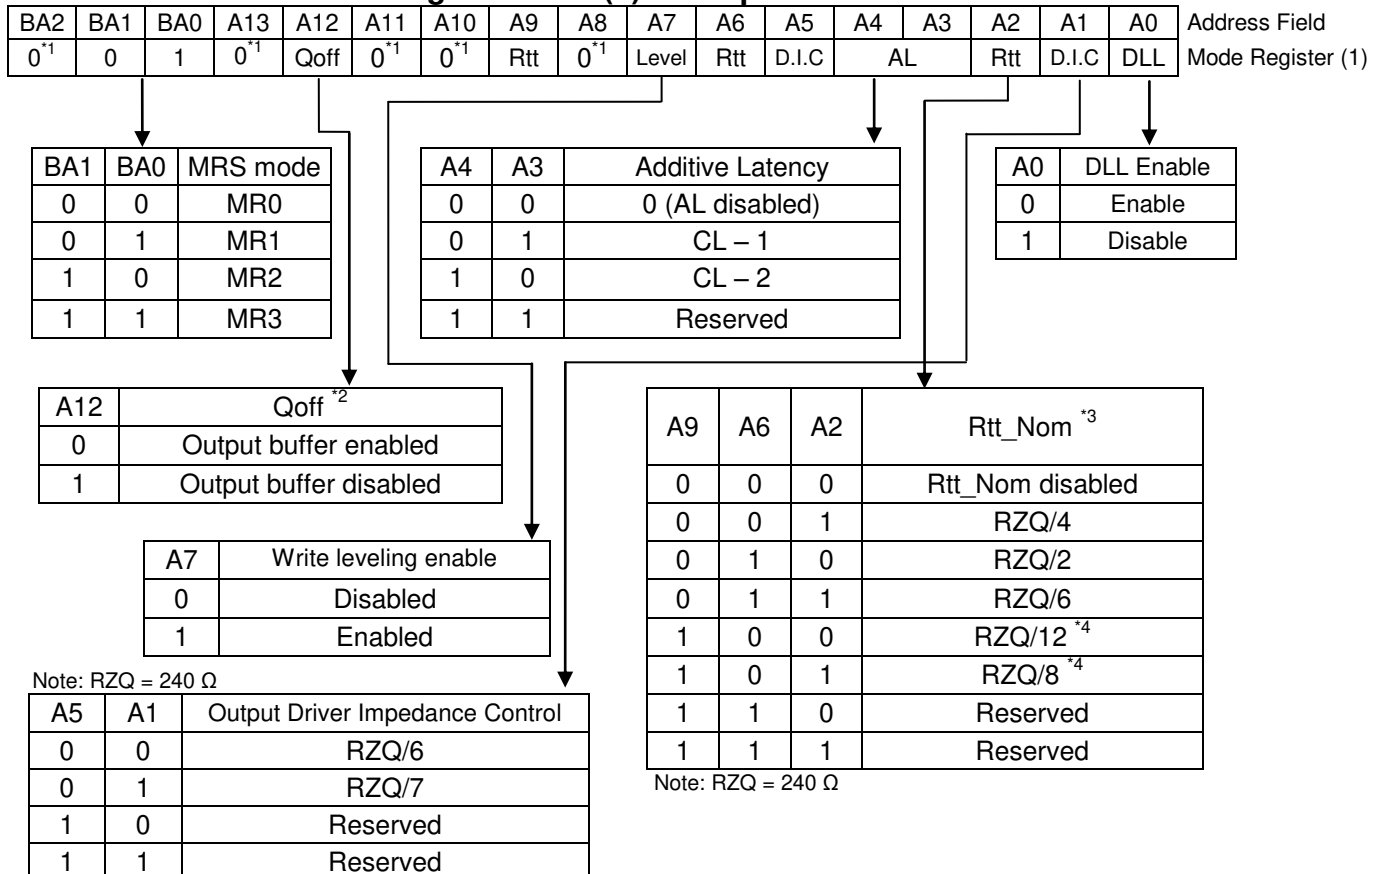 BA2 BA1 BA0 A13 A12 A11 A10 A9 A8 A7 A6 A5 A4 A3 A2 A1 A0 Address Field
0*1 0 1 0*1 Qoff 0*1 0*1 Rtt 0*1 Level Rtt D.I.C AL Rtt D.I.C DLL Mode Register (1)
BA1 BA0 MRS mode
0 0 MR0
0 1 MR1
1 0 MR2
1 1 MR3
A4 A3 Additive Latency
0 0 0 (AL disabled)
0 1 CL – 1
1 0 CL – 2
1 1 Reserved
A0 DLL Enable
0 Enable
1 Disable
A12 Qoff *2
0 Output buffer enabled
1 Output buffer disabled
A7 Write leveling enable
0 Disabled
1 Enabled
Note: RZQ = 240 Ω
A5 A1 Output Driver Impedance Control
0 0 RZQ/6
0 1 RZQ/7
1 0 Reserved
1 1 Reserved
A9 A6 A2 Rtt_Nom *3
0 0 0 Rtt_Nom disabled
0 0 1 RZQ/4
0 1 0 RZQ/2
0 1 1 RZQ/6
1 0 0 RZQ/12 *4
1 0 1 RZQ/8 *4
1 1 0 Reserved
1 1 1 Reserved
Note: RZQ = 240 Ω